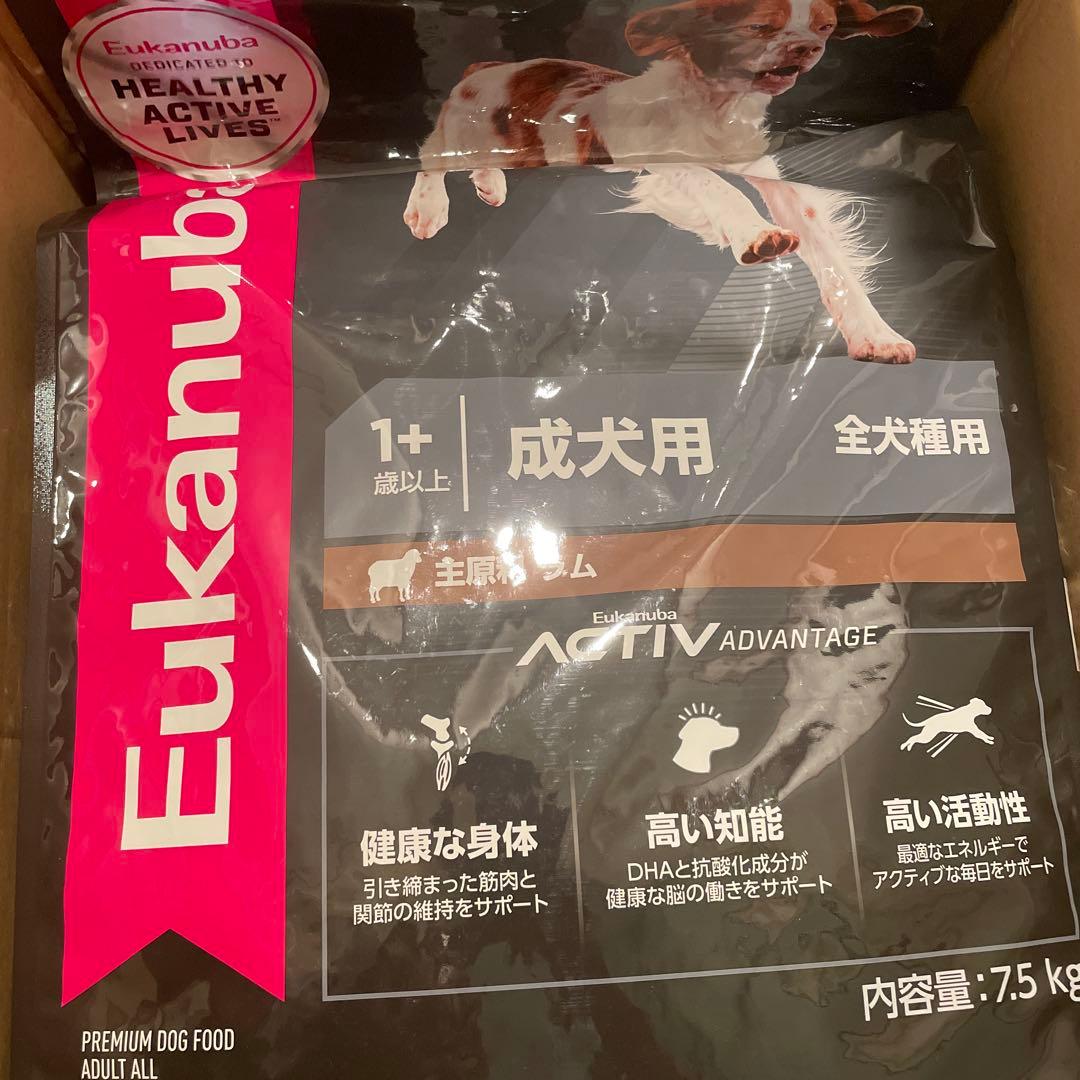 Eukanuba
DEDICATED TO
HEALTHY
ACTIVE
LIVES™
Eukanuba
1+
歳以上
成犬用
全犬種用
主原料 ラム
Eukanuba
ACTIV ADVANTAGE
健康な身体
引き締まった筋肉と
関節の維持をサポート
高い知能
DHAと抗酸化成分が
健康な脳の働きをサポート
高い活動性
最適なエネルギーで
アクティブな毎日をサポート
内容量:7.5 kg
PREMIUM DOG FOOD
ADULT ALL